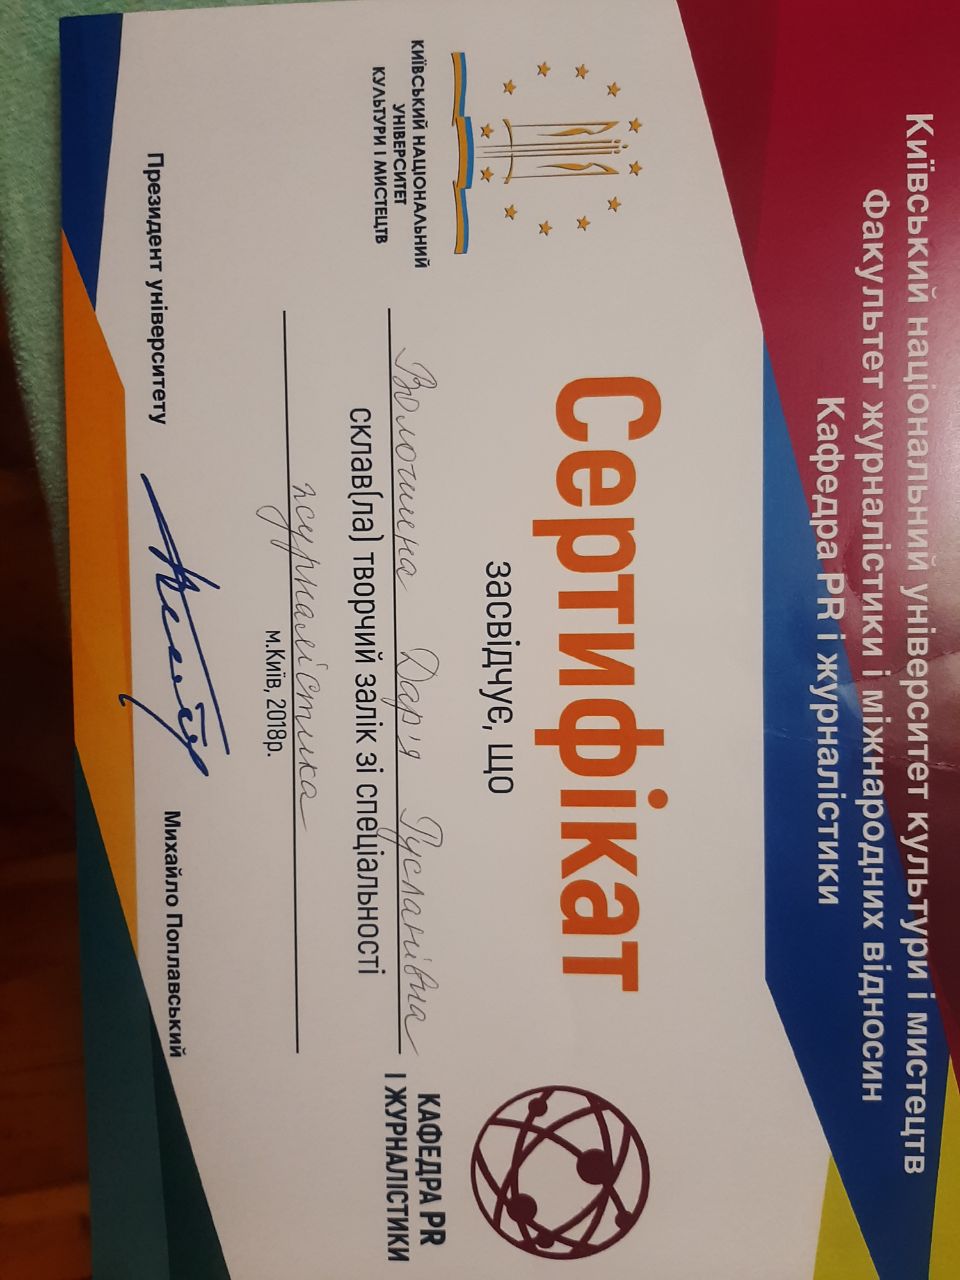 Київський національний університет культури і мистецтв
Факультет журналістики і міжнародних відносин
Кафедра PR і журналістики
КИЇВСЬКИЙ НАЦІОНАЛЬНИЙ
УНІВЕРСИТЕТ
КУЛЬТУРИ І МИСТЕЦТВ
Сертифікат
засвідчує, що
Волошина Дар'я Русланівна
склав(ла) творчий залік зі спеціальності
журналістика
м.Київ, 2018р.
КАФЕДРА PR
І ЖУРНАЛІСТИКИ
Президент університету
Михайло Поплавський